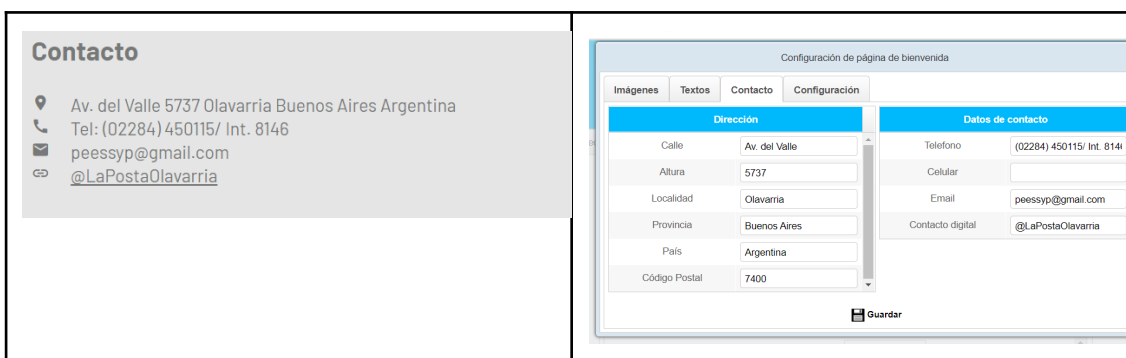 Contacto
Av. del Valle 5737 Olavarria Buenos Aires Argentina
Tel: (02284) 450115/ Int. 8146
peessyp@gmail.com
@LaPostaOlavarria
Configuración de página de bienvenida
Imágenes Textos Contacto Configuración
Dirección Datos de contacto
Calle Av. del Valle Telefono (02284) 450115/ Int. 814
Altura 5737 Celular
Localidad Olavarria Email peessyp@gmail.com
Provincia Buenos Aires Contacto digital @LaPostaOlavarria
País Argentina
Código Postal 7400
Guardar